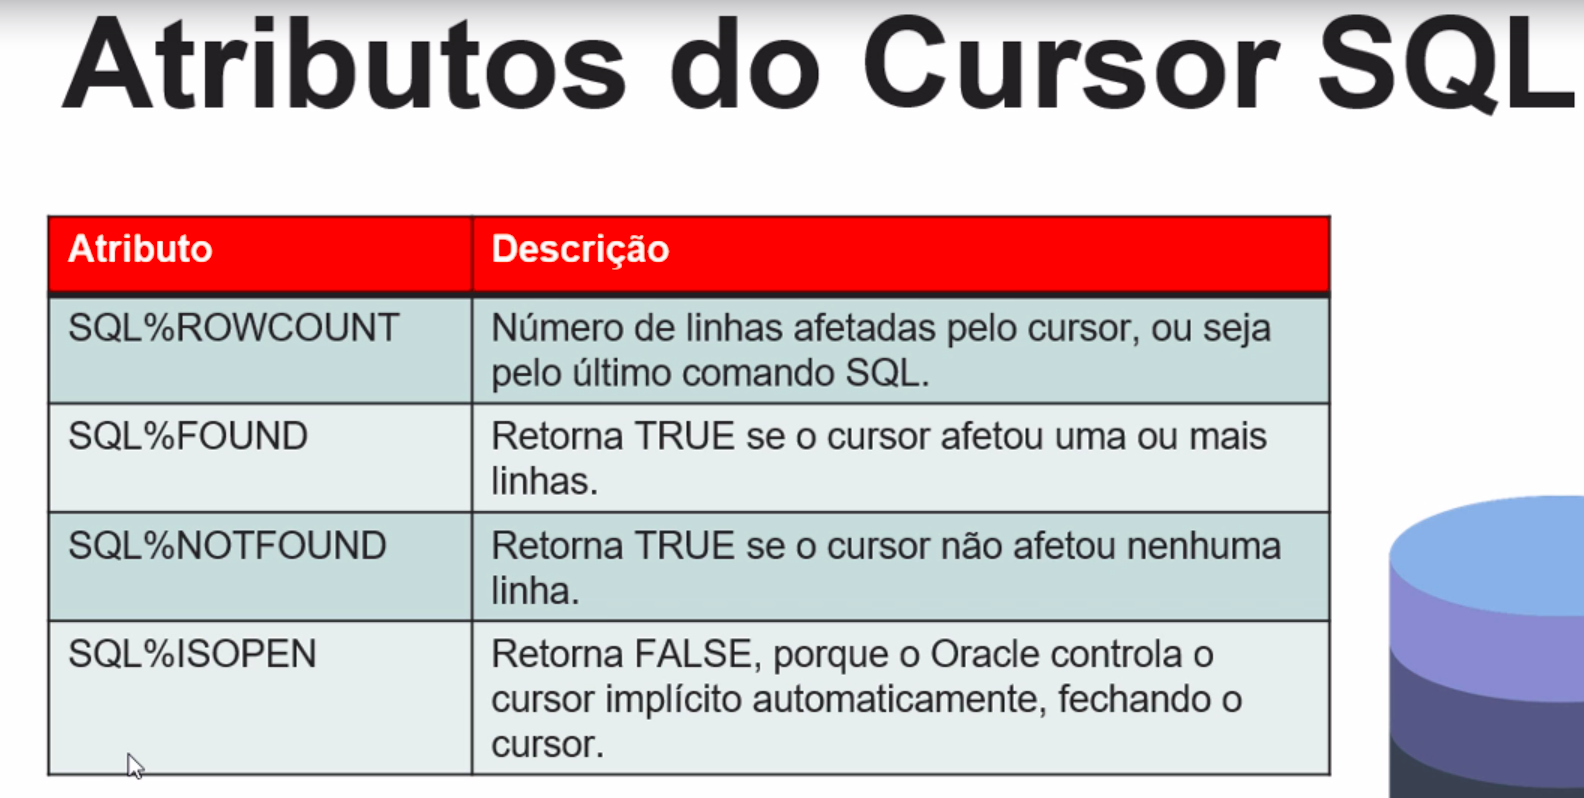 Atributos do Cursor SQL
Atributo
Descrição
SQL%ROWCOUNT
Número de linhas afetadas pelo cursor, ou seja
pelo último comando SQL.
SQL%FOUND
Retorna TRUE se o cursor afetou uma ou mais
linhas.
SQL%NOTFOUND
Retorna TRUE se o cursor não afetou nenhuma
linha.
SQL%ISOPEN
Retorna FALSE, porque o Oracle controla o
cursor implícito automaticamente, fechando o
cursor.